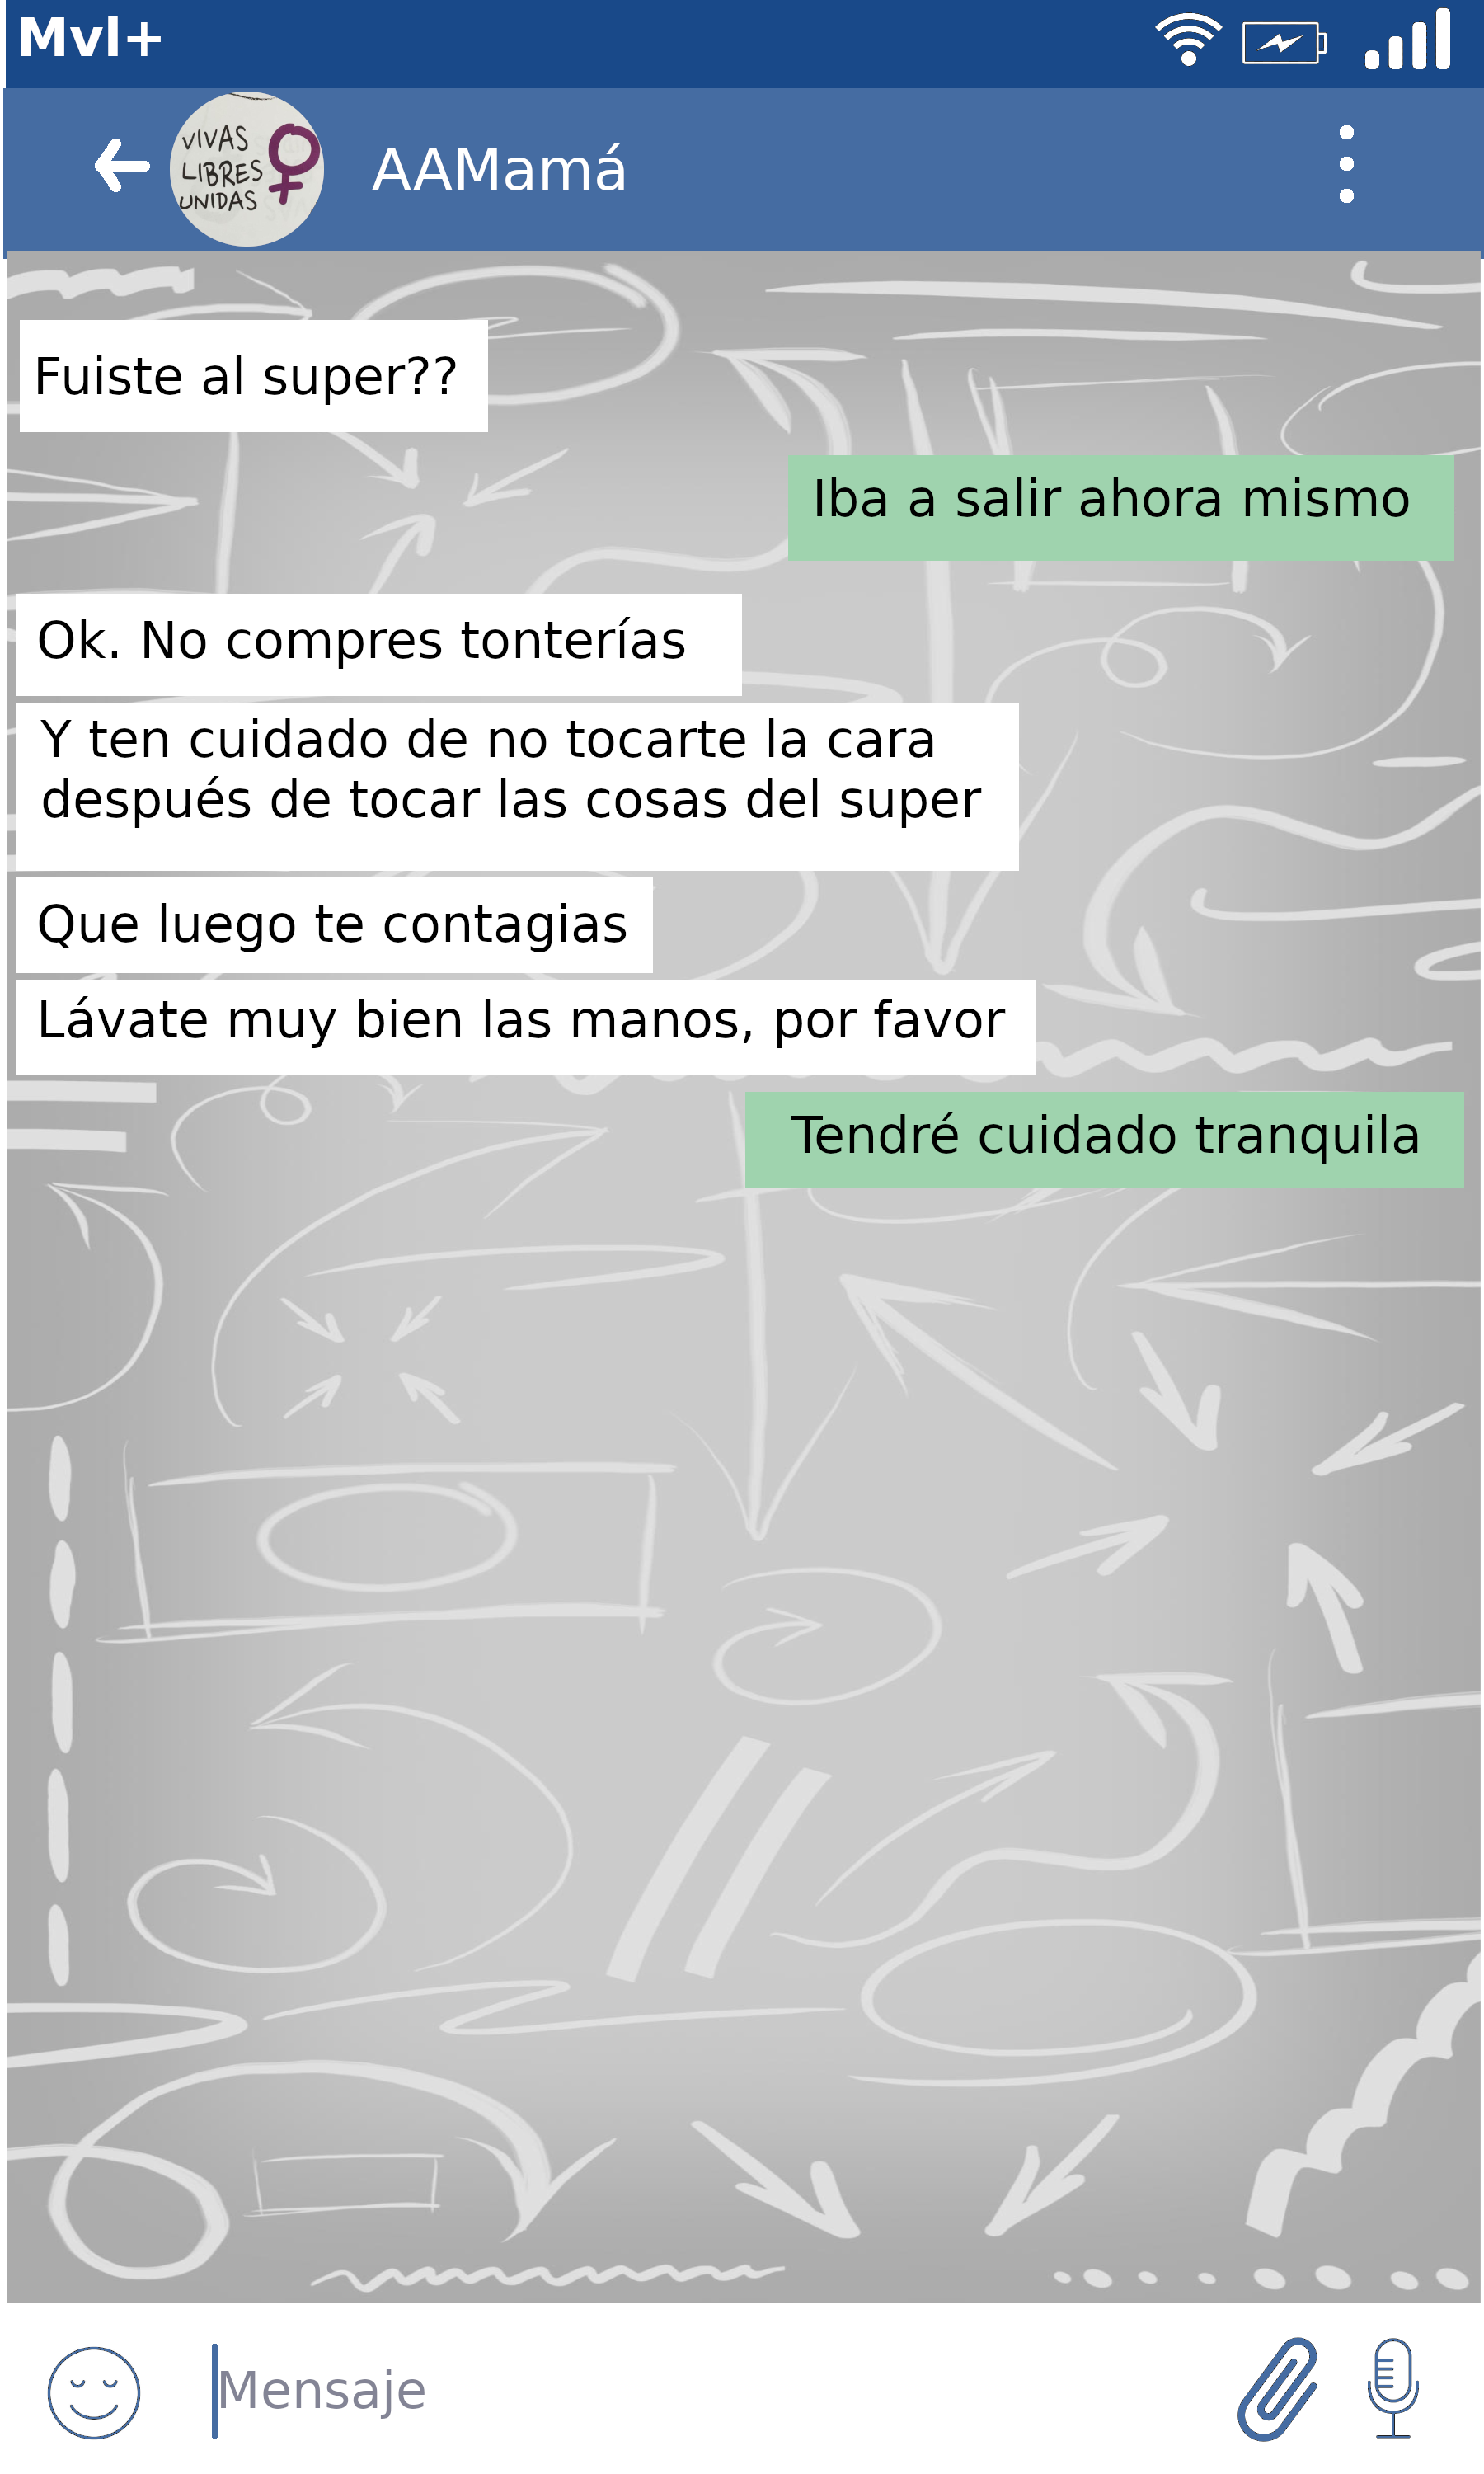 Mvl+
VIVAS
LIBRES
UNIDAS
AAMamá
Fuiste al super??
Iba a salir ahora mismo
Ok. No compres tonterías
Y ten cuidado de no tocarte la cara
después de tocar las cosas del super
Que luego te contagias
Lávate muy bien las manos, por favor
Tendré cuidado tranquila
Mensaje